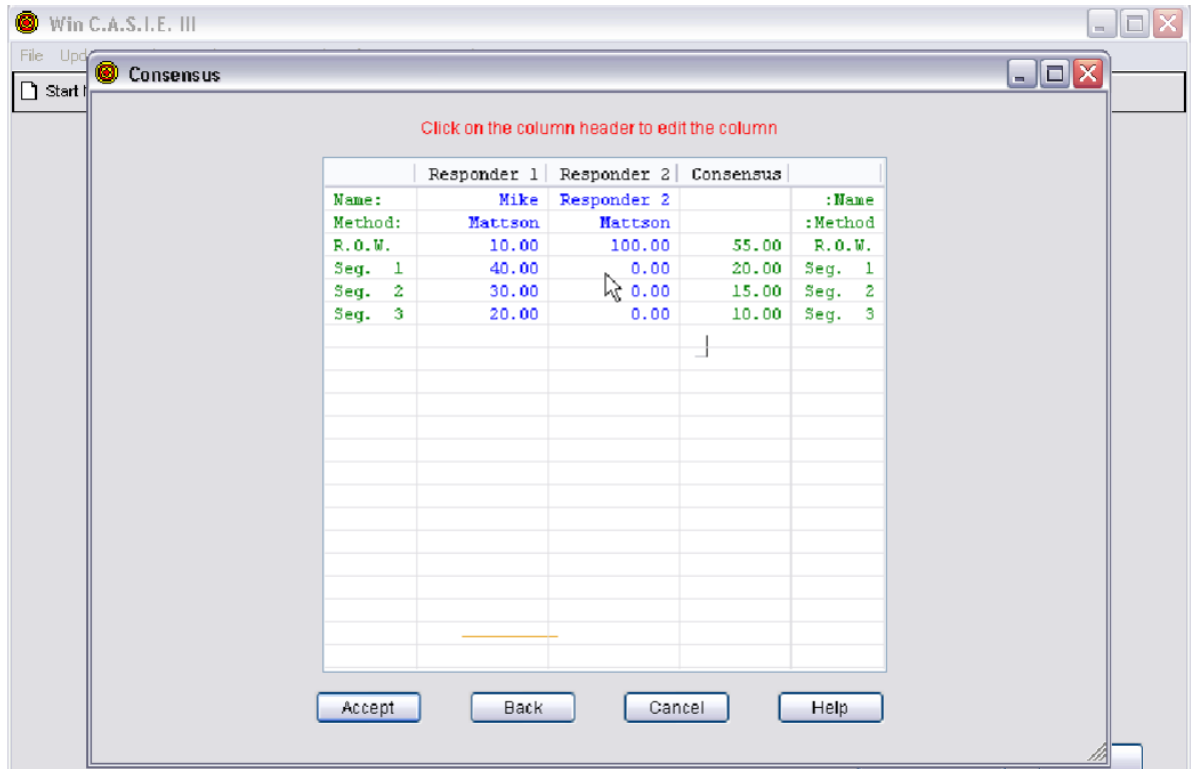 Win C.A.S.I.E. III
File
Consensus
Start
Click on the column header to edit the column
Responder 1 Responder 2 Consensus
Name: Mike Responder 2 :Name
Method: Mattson Mattson :Method
R.O.W. 10.00 100.00 55.00 R.O.W.
Seg. 1 40.00 0.00 20.00 Seg. 1
Seg. 2 30.00 0.00 15.00 Seg. 2
Seg. 3 20.00 0.00 10.00 Seg. 3
Accept Back Cancel Help